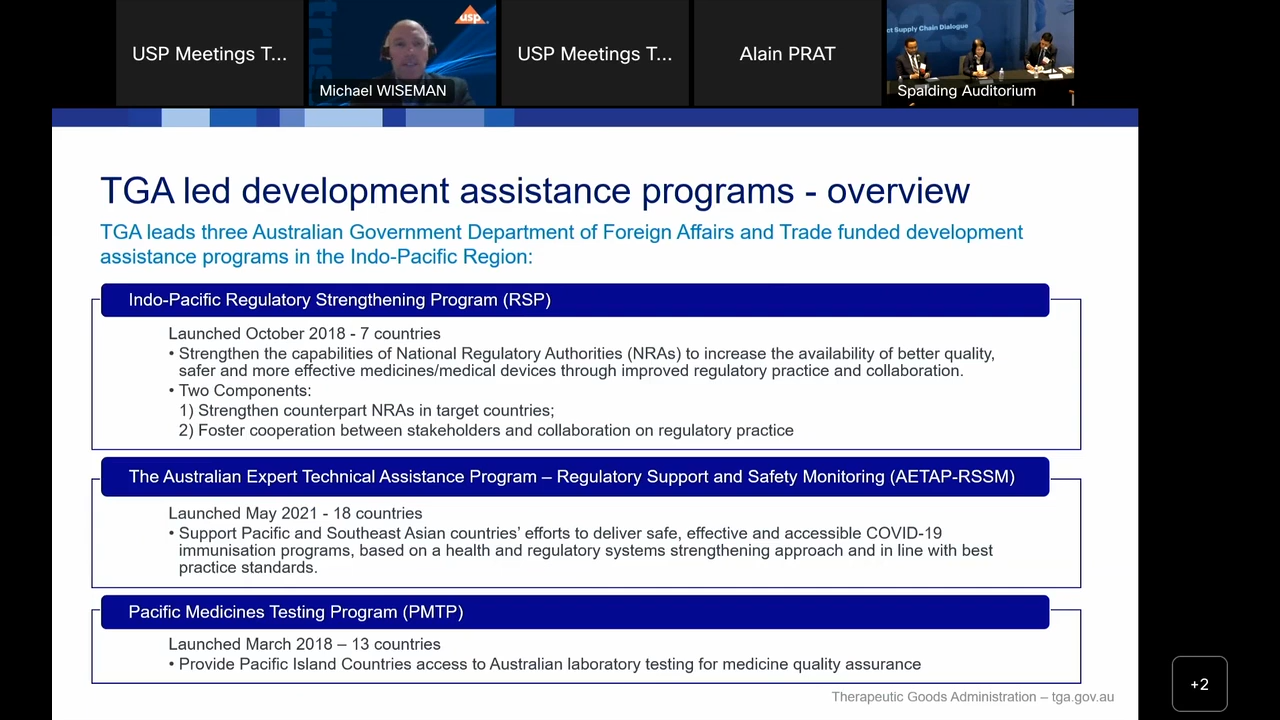 USP Meetings T...
usp
trus
Michael WISEMAN
USP Meetings T...
Alain PRAT
ct Supply Chain Dialogue
Spalding Auditorium
TGA led development assistance programs - overview
TGA leads three Australian Government Department of Foreign Affairs and Trade funded development
assistance programs in the Indo-Pacific Region:
Indo-Pacific Regulatory Strengthening Program (RSP)
Launched October 2018 - 7 countries
• Strengthen the capabilities of National Regulatory Authorities (NRAs) to increase the availability of better quality,
safer and more effective medicines/medical devices through improved regulatory practice and collaboration.
• Two Components:
1) Strengthen counterpart NRAs in target countries;
2) Foster cooperation between stakeholders and collaboration on regulatory practice
The Australian Expert Technical Assistance Program – Regulatory Support and Safety Monitoring (AETAP-RSSM)
Launched May 2021 - 18 countries
• Support Pacific and Southeast Asian countries’ efforts to deliver safe, effective and accessible COVID-19
immunisation programs, based on a health and regulatory systems strengthening approach and in line with best
practice standards.
Pacific Medicines Testing Program (PMTP)
Launched March 2018 – 13 countries
• Provide Pacific Island Countries access to Australian laboratory testing for medicine quality assurance
Therapeutic Goods Administration – tga.gov.au
+2